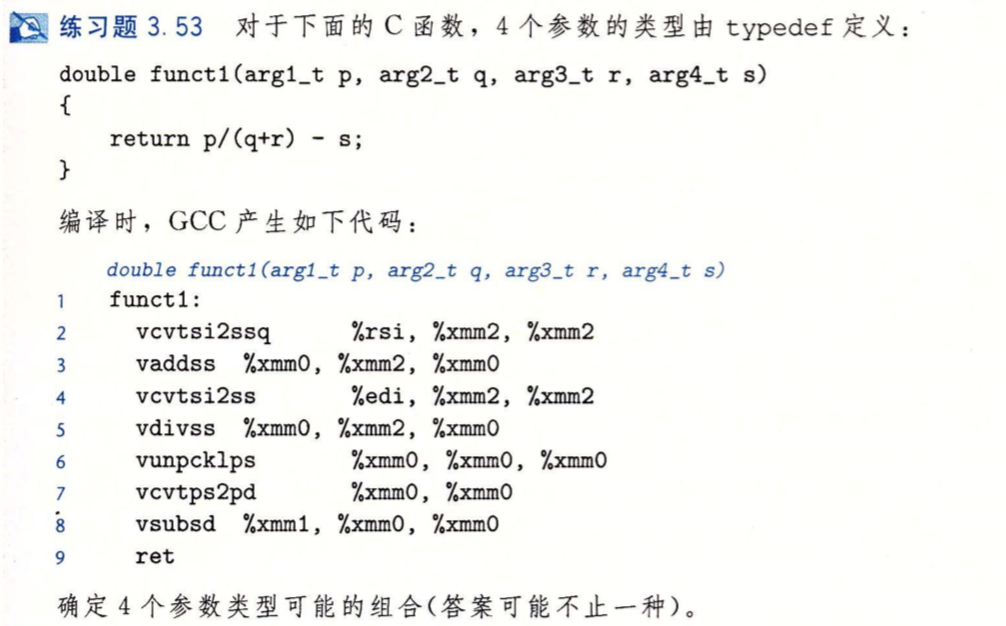 练习题 3.53 对于下面的 C 函数，4 个参数的类型由 typedef 定义：
double funct1(arg1_t p, arg2_t q, arg3_t r, arg4_t s)
{
    return p/(q+r) - s;
}
编译时，GCC 产生如下代码：
double funct1(arg1_t p, arg2_t q, arg3_t r, arg4_t s)
1 funct1:
2 vcvtsi2ssq %rsi, %xmm2, %xmm2
3 vaddss %xmm0, %xmm2, %xmm0
4 vcvtsi2ss %edi, %xmm2, %xmm2
5 vdivss %xmm0, %xmm2, %xmm0
6 vunpcklps %xmm0, %xmm0, %xmm0
7 vcvtps2pd %xmm0, %xmm0
8 vsubsd %xmm1, %xmm0, %xmm0
9 ret
确定 4 个参数类型可能的组合(答案可能不止一种)。